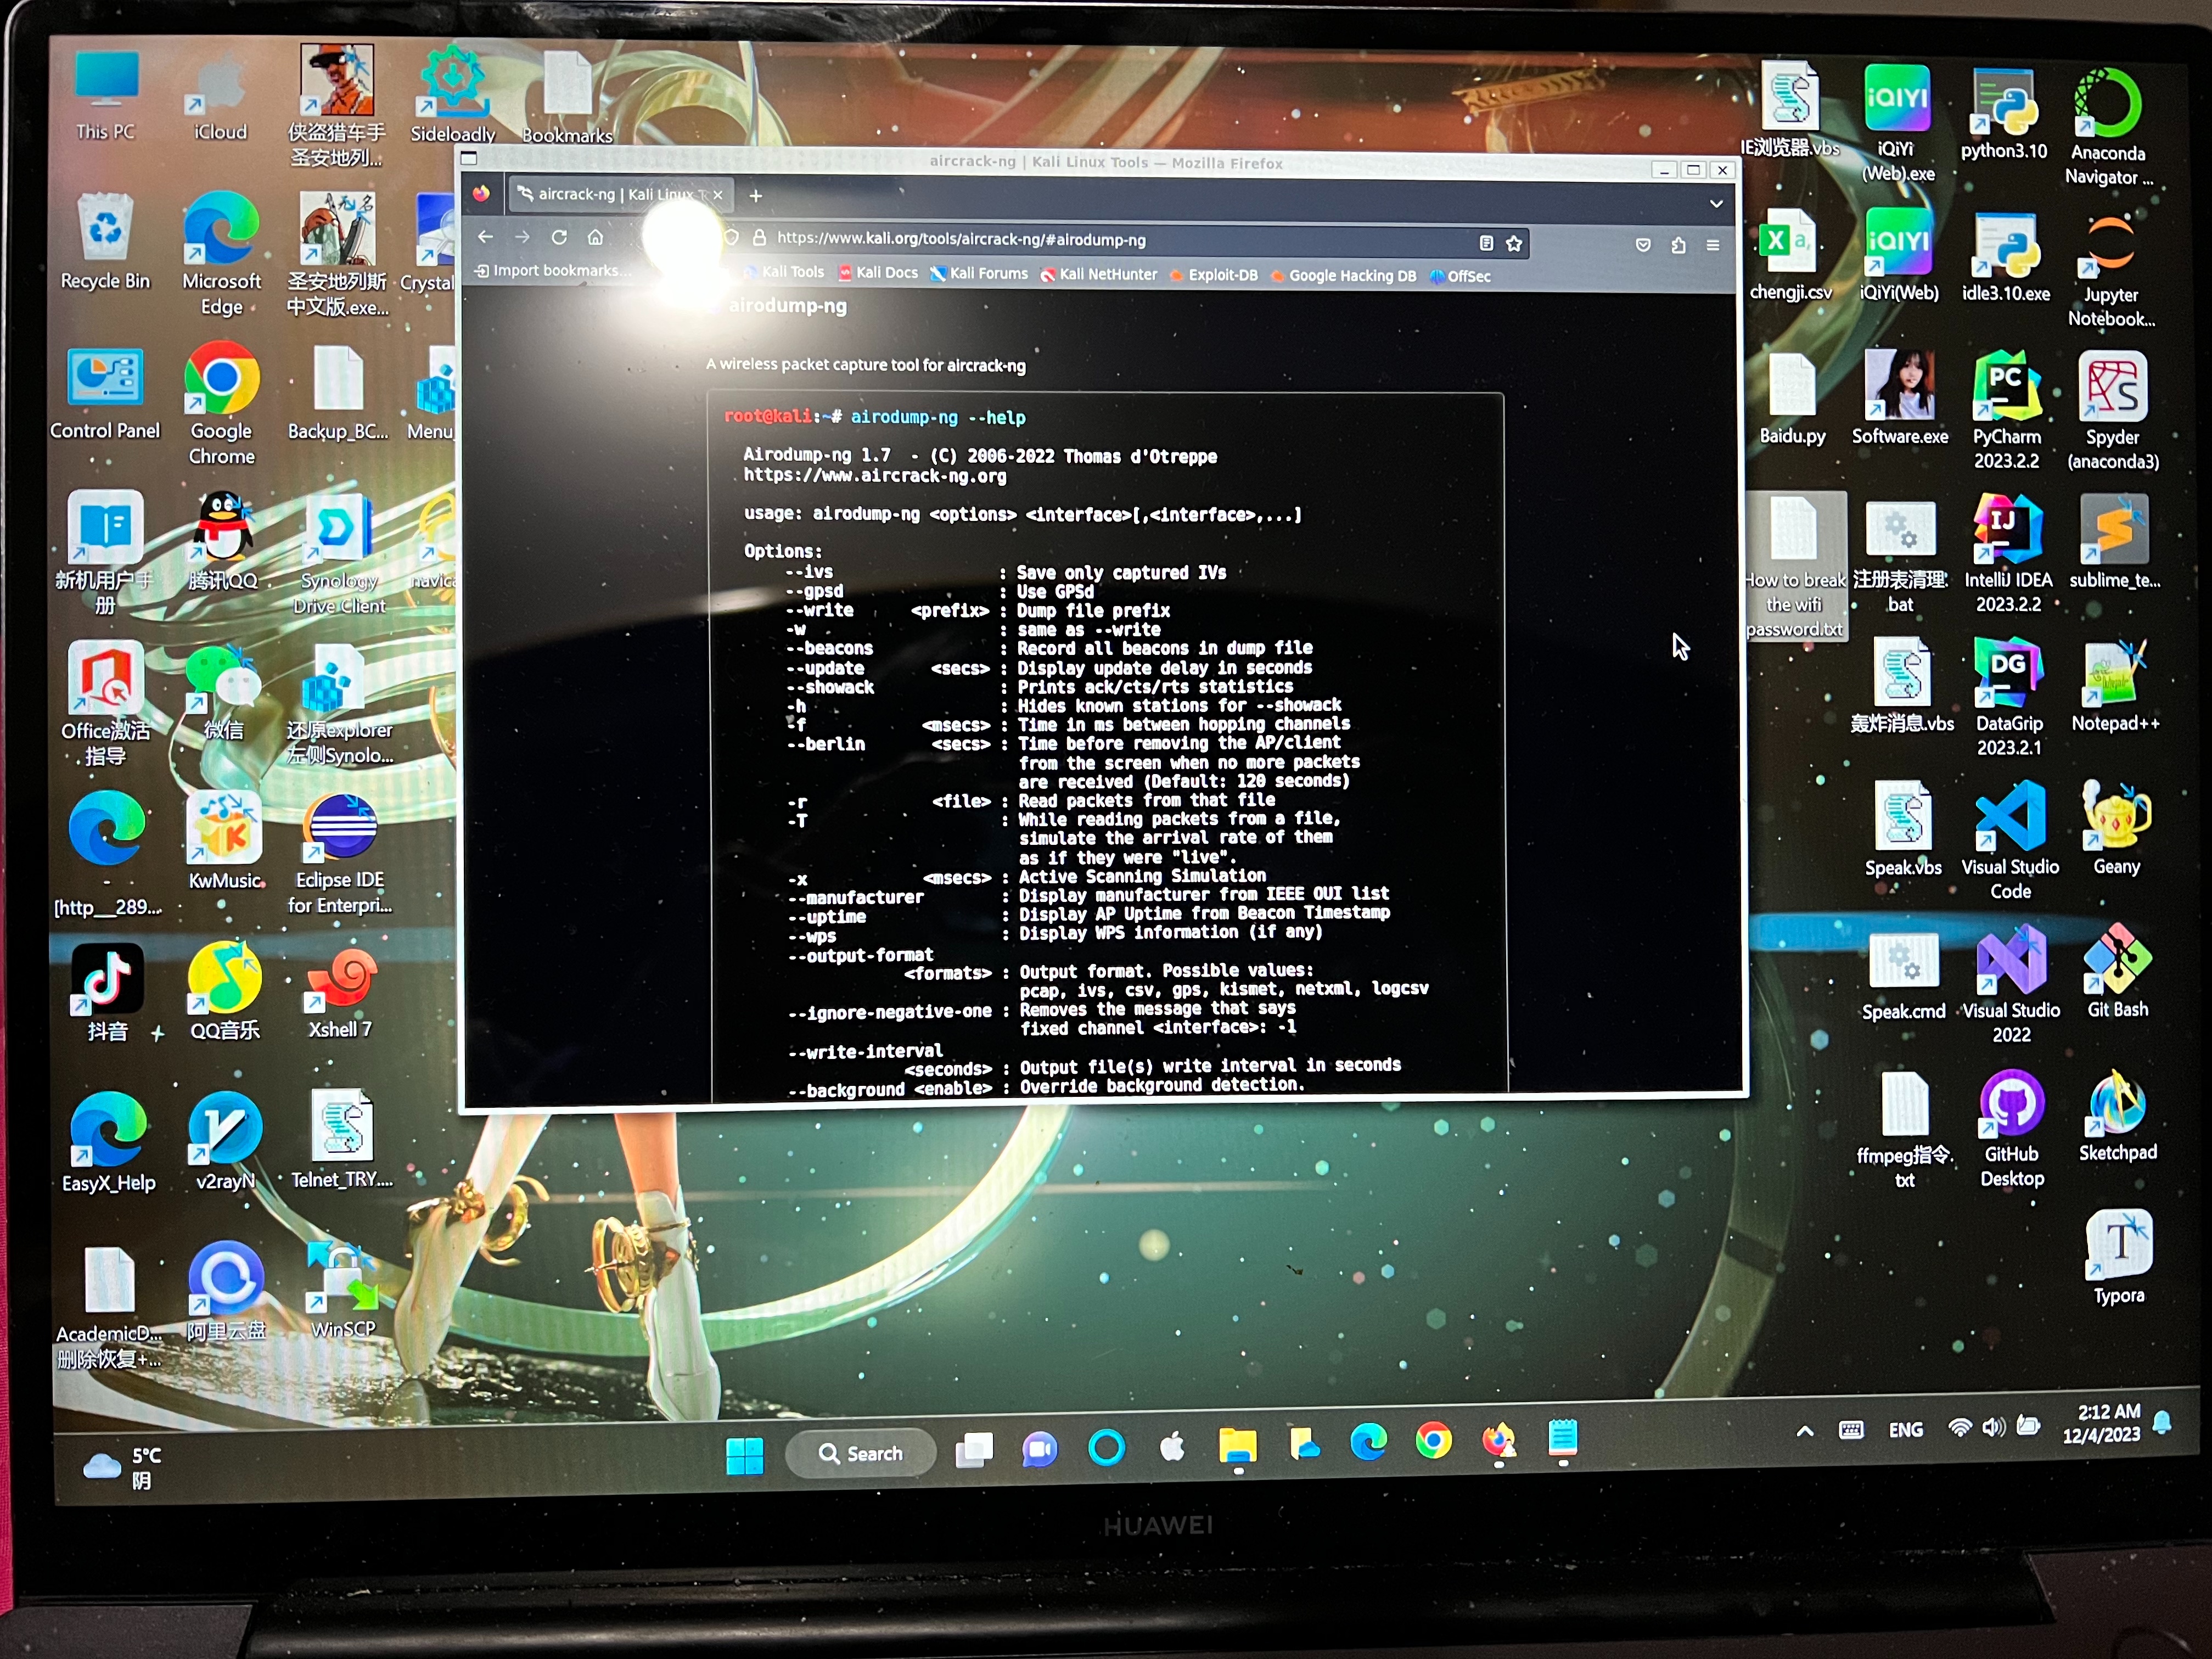 This PC
iCloud
侠盗猎车手
圣安地列...
Sideloadly
Bookmarks
Recycle Bin
Microsoft
Edge
圣安地列斯
中文版.exe...
Crystal
Control Panel
Google
Chrome
Backup_BC...
Menu_
新机用户手
册
腾讯QQ
Synology
Drive Client
navica
Office激活
指导
微信
还原explorer
左侧Synolo...
-
[http__289...
KwMusic
Eclipse IDE
for Enterpri...
抖音
QQ音乐
Xshell 7
EasyX_Help
v2rayN
Telnet_TRY....
AcademicD...
删除恢复+...
阿里云盘
WinSCP
aircrack-ng | Kali Linux Tools — Mozilla Firefox
aircrack-ng | Kali Linux T
https://www.kali.org/tools/aircrack-ng/#airodump-ng
Import bookmarks...
Kali Tools
Kali Docs
Kali Forums
Kali NetHunter
Exploit-DB
Google Hacking DB
OffSec
airodump-ng
A wireless packet capture tool for aircrack-ng
root@kali:~# airodump-ng --help
Airodump-ng 1.7 - (C) 2006-2022 Thomas d'Otreppe
https://www.aircrack-ng.org
usage: airodump-ng <options> <interface>[,<interface>,...]
Options:
--ivs : Save only captured IVs
--gpsd : Use GPSd
--write <prefix> : Dump file prefix
-w : same as --write
--beacons : Record all beacons in dump file
--update <secs> : Display update delay in seconds
--showack : Prints ack/cts/rts statistics
-h : Hides known stations for --showack
-f <msecs> : Time in ms between hopping channels
--berlin <secs> : Time before removing the AP/client
from the screen when no more packets
are received (Default: 120 seconds)
-r <file> : Read packets from that file
-T : While reading packets from a file,
simulate the arrival rate of them
as if they were "live".
-x <msecs> : Active Scanning Simulation
--manufacturer : Display manufacturer from IEEE OUI list
--uptime : Display AP Uptime from Beacon Timestamp
--wps : Display WPS information (if any)
--output-format
<formats> : Output format. Possible values:
pcap, ivs, csv, gps, kismet, netxml, logcsv
--ignore-negative-one : Removes the message that says
fixed channel <interface>: -1
--write-interval
<seconds> : Output file(s) write interval in seconds
--background <enable> : Override background detection.
IE浏览器.vbs
iQIYI
iQiYi
(Web).exe
python3.10
Anaconda
Navigator ...
chengji.csv
iQIYI
iQiYi(Web)
idle3.10.exe
Jupyter
Notebook...
Baidu.py
Software.exe
PC
PyCharm
2023.2.2
Spyder
(anaconda3)
How to break
the wifi
password.txt
注册表清理.
bat
IJ
IntelliJ IDEA
2023.2.2
sublime_te...
轰炸消息.vbs
DG
DataGrip
2023.2.1
Notepad++
Speak.vbs
Visual Studio
Code
Geany
Speak.cmd
Visual Studio
2022
Git Bash
ffmpeg指令.
txt
GitHub
Desktop
Sketchpad
T
Typora
5°C
阴
Search
ENG
2:12 AM
12/4/2023
HUAWEI